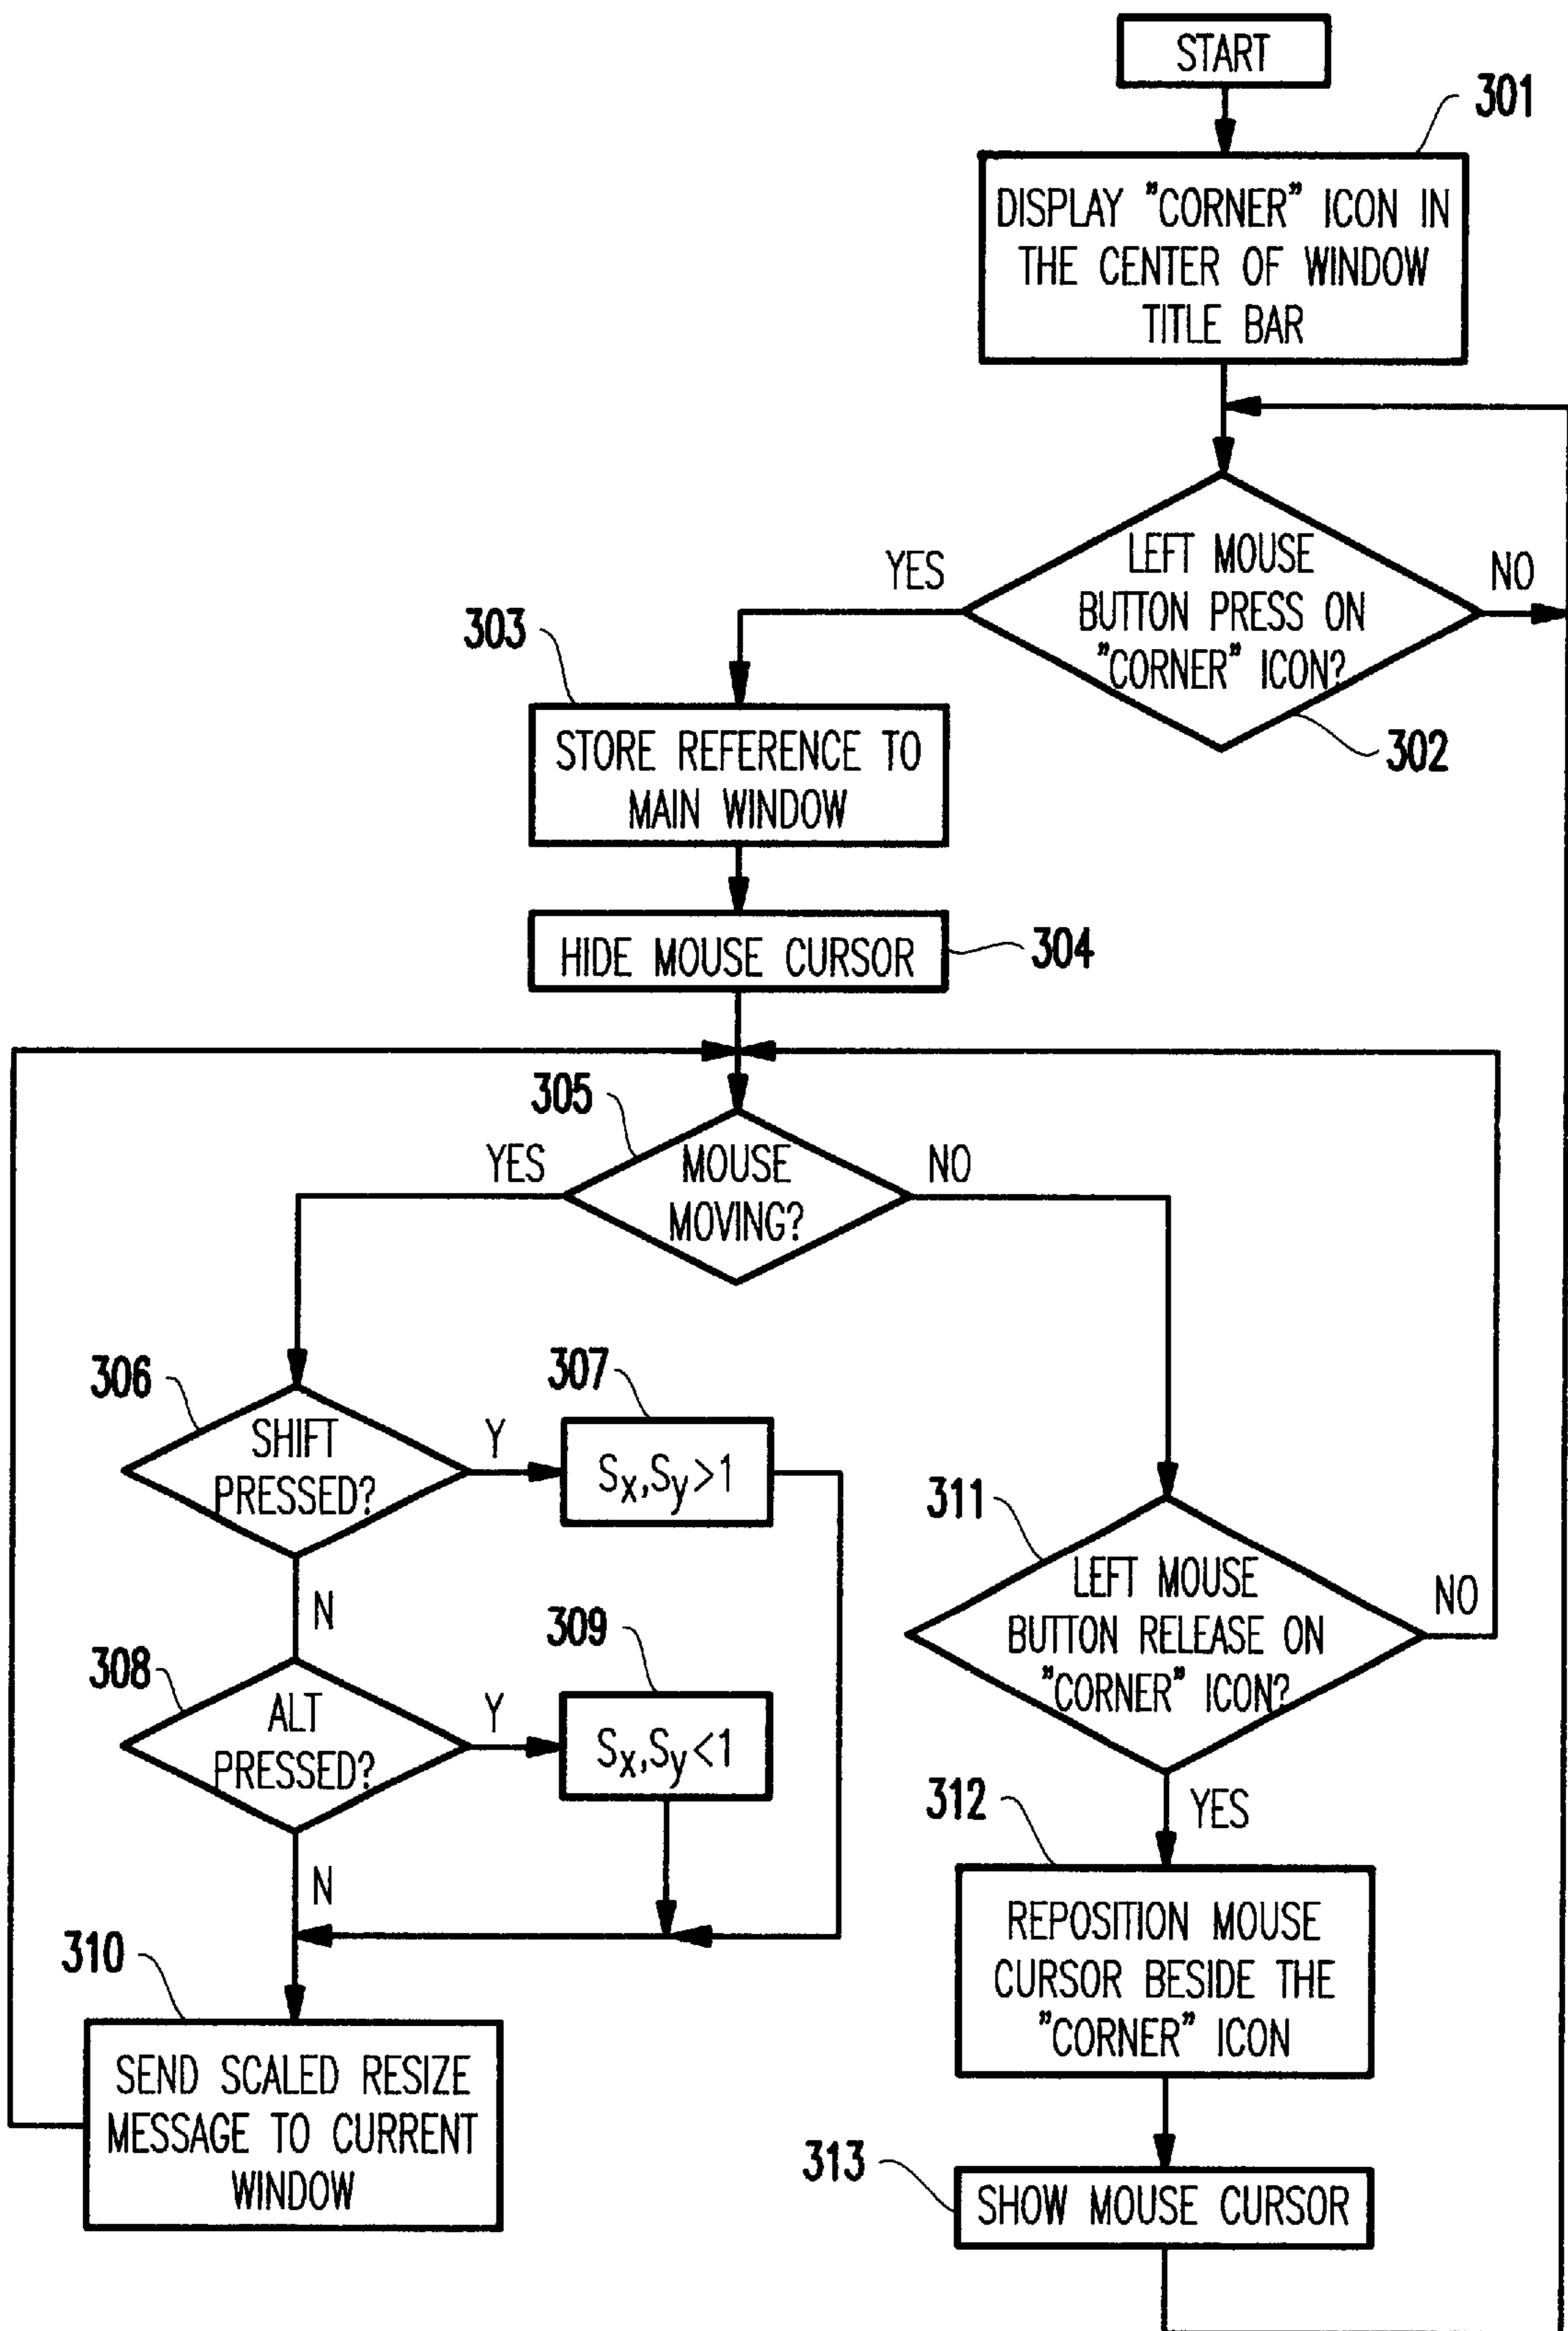 START
301
DISPLAY "CORNER" ICON IN
THE CENTER OF WINDOW
TITLE BAR
LEFT MOUSE
BUTTON PRESS ON
"CORNER" ICON?
YES
NO
302
303
STORE REFERENCE TO
MAIN WINDOW
HIDE MOUSE CURSOR
304
305
MOUSE
MOVING?
YES
NO
306
SHIFT
PRESSED?
Y
N
307
Sx,Sy>1
308
ALT
PRESSED?
Y
N
309
Sx,Sy<1
310
SEND SCALED RESIZE
MESSAGE TO CURRENT
WINDOW
311
LEFT MOUSE
BUTTON RELEASE ON
"CORNER" ICON?
NO
YES
312
REPOSITION MOUSE
CURSOR BESIDE THE
"CORNER" ICON
313
SHOW MOUSE CURSOR